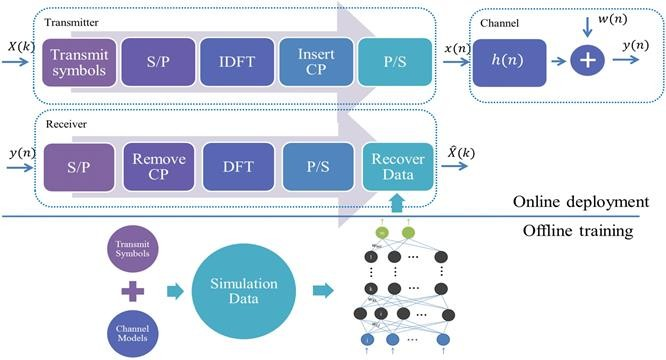 Transmitter
X(k)
Transmit
symbols
S/P
IDFT
Insert
CP
P/S
x(n)
Channel
h(n)
w(n)
+
y(n)
Receiver
y(n)
S/P
Remove
CP
DFT
P/S
Recover
Data
X̂(k)
Online deployment
Offline training
Transmit
Symbols
+
Channel
Models
Simulation
Data